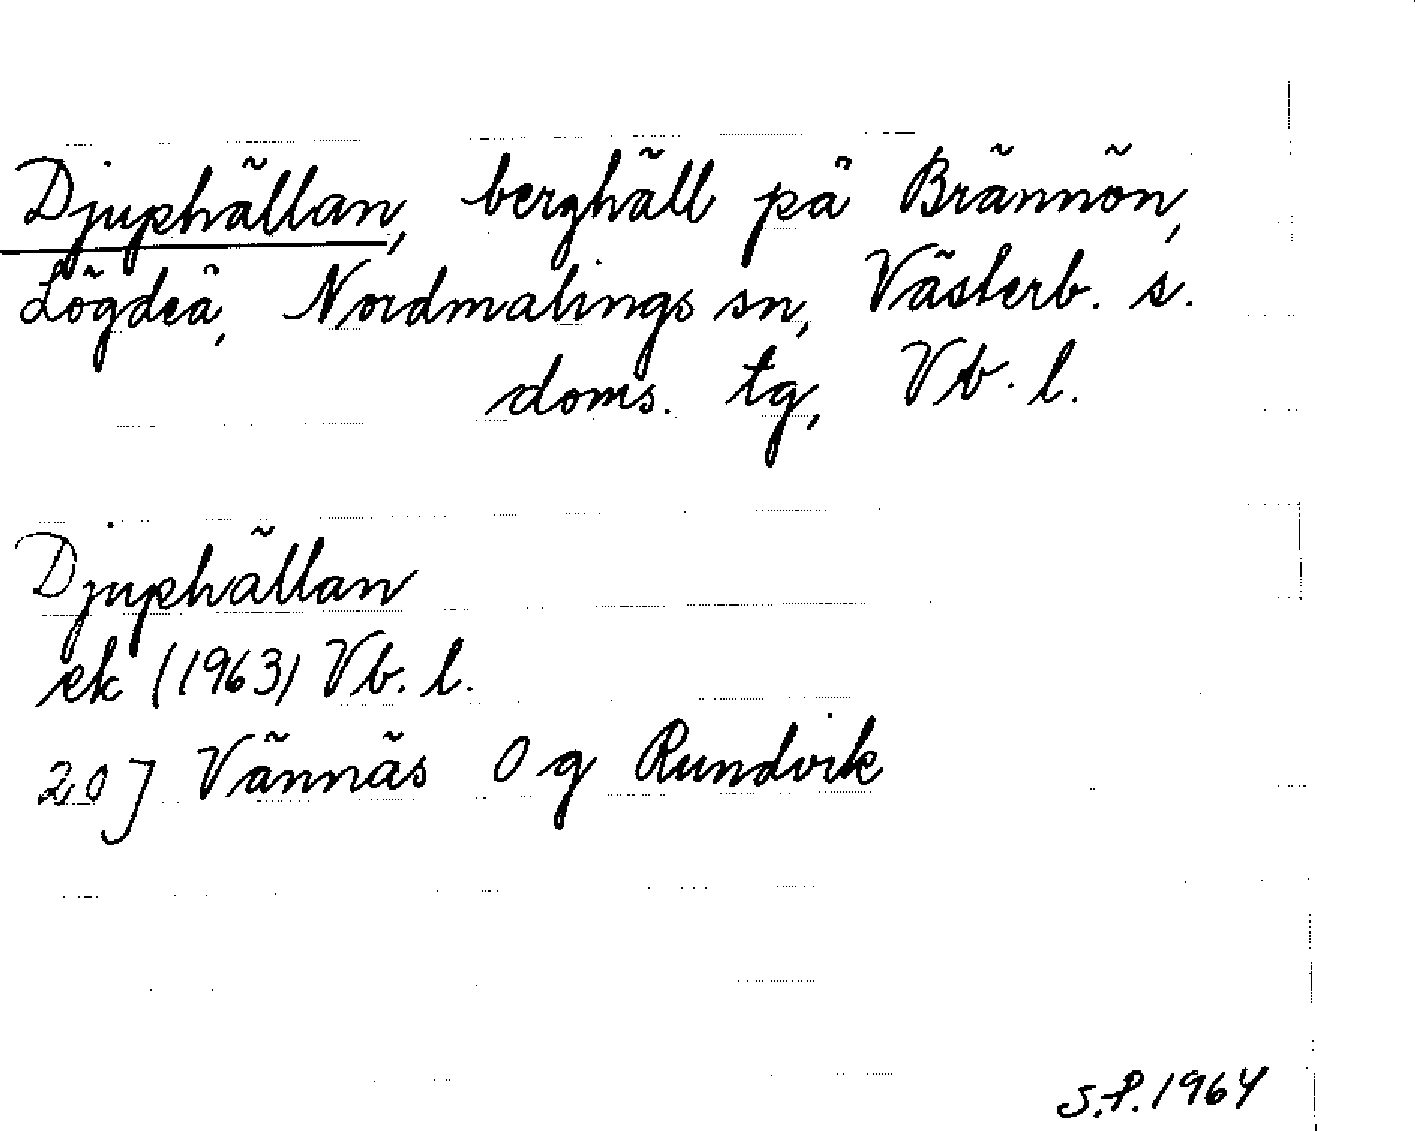 Djuphällan, berghäll på Brännön,
Lögdeå, Nordmalings sn, Västerb. s.
doms. tg, Vb. l.
Djuphällan
ek (1963) Vb. l.
20 J Vännäs 0 g Rundvik
S.P. 1964